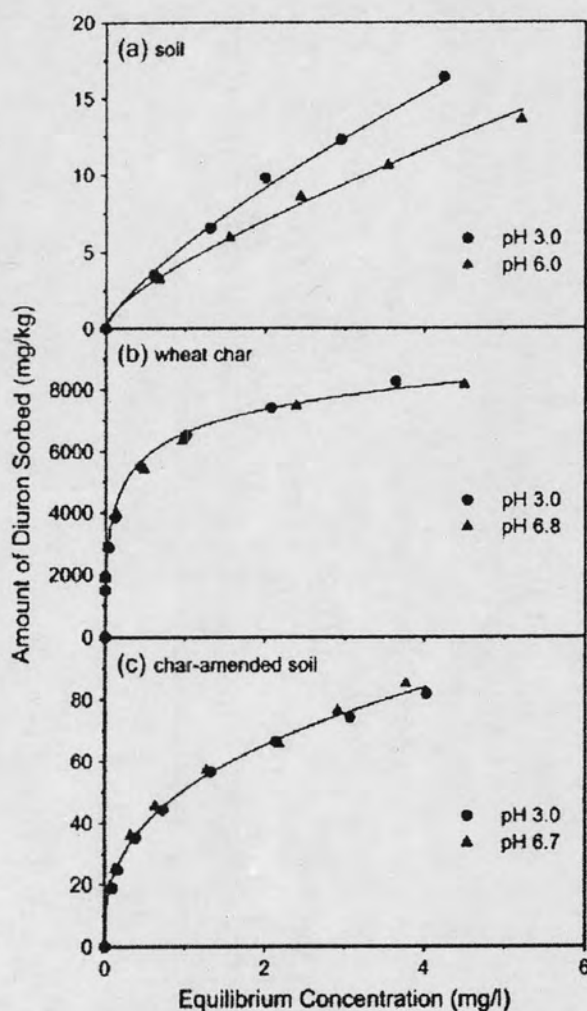 Amount of Diuron Sorbed (mg/kg)
20
(a) soil
15
10
5
0
pH 3.0
pH 6.0
(b) wheat char
8000
6000
4000
2000
0
pH 3.0
pH 6.8
(c) char-amended soil
80
60
40
20
0
pH 3.0
pH 6.7
0 2 4 6
Equilibrium Concentration (mg/l)